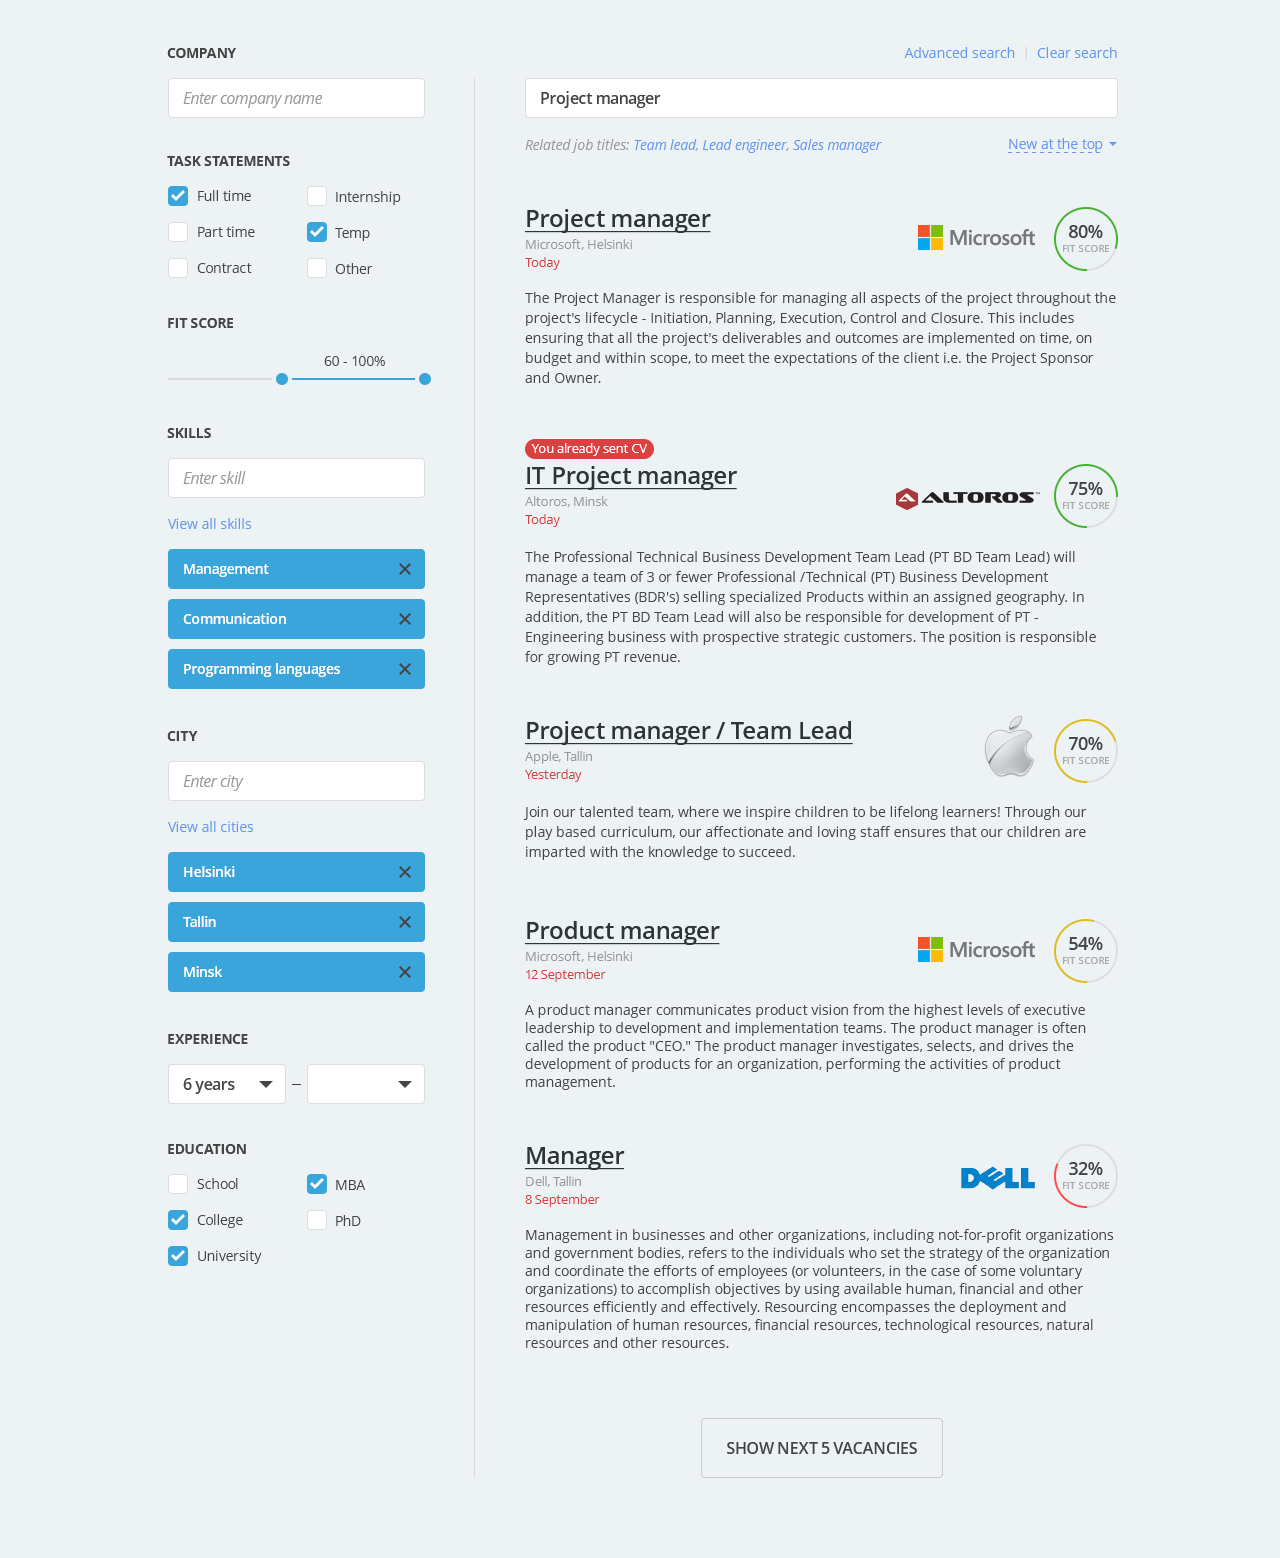 COMPANY
Enter company name
TASK STATEMENTS
Full time
Internship
Part time
Temp
Contract
Other
FIT SCORE
60 - 100%
SKILLS
Enter skill
View all skills
Management
Communication
Programming languages
CITY
Enter city
View all cities
Helsinki
Tallin
Minsk
EXPERIENCE
6 years –
EDUCATION
School
MBA
College
PhD
University
Advanced search | Clear search
Project manager
Related job titles: Team lead, Lead engineer, Sales manager
New at the top
Project manager
Microsoft, Helsinki
Today
Microsoft
80%
FIT SCORE
The Project Manager is responsible for managing all aspects of the project throughout the
project's lifecycle - Initiation, Planning, Execution, Control and Closure. This includes
ensuring that all the project's deliverables and outcomes are implemented on time, on
budget and within scope, to meet the expectations of the client i.e. the Project Sponsor
and Owner.
You already sent CV
IT Project manager
Altoros, Minsk
Today
ALTOROS™
75%
FIT SCORE
The Professional Technical Business Development Team Lead (PT BD Team Lead) will
manage a team of 3 or fewer Professional /Technical (PT) Business Development
Representatives (BDR's) selling specialized Products within an assigned geography. In
addition, the PT BD Team Lead will also be responsible for development of PT -
Engineering business with prospective strategic customers. The position is responsible
for growing PT revenue.
Project manager / Team Lead
Apple, Tallin
Yesterday
70%
FIT SCORE
Join our talented team, where we inspire children to be lifelong learners! Through our
play based curriculum, our affectionate and loving staff ensures that our children are
imparted with the knowledge to succeed.
Product manager
Microsoft, Helsinki
12 September
Microsoft
54%
FIT SCORE
A product manager communicates product vision from the highest levels of executive
leadership to development and implementation teams. The product manager is often
called the product "CEO." The product manager investigates, selects, and drives the
development of products for an organization, performing the activities of product
management.
Manager
Dell, Tallin
8 September
DELL
32%
FIT SCORE
Management in businesses and other organizations, including not-for-profit organizations
and government bodies, refers to the individuals who set the strategy of the organization
and coordinate the efforts of employees (or volunteers, in the case of some voluntary
organizations) to accomplish objectives by using available human, financial and other
resources efficiently and effectively. Resourcing encompasses the deployment and
manipulation of human resources, financial resources, technological resources, natural
resources and other resources.
SHOW NEXT 5 VACANCIES